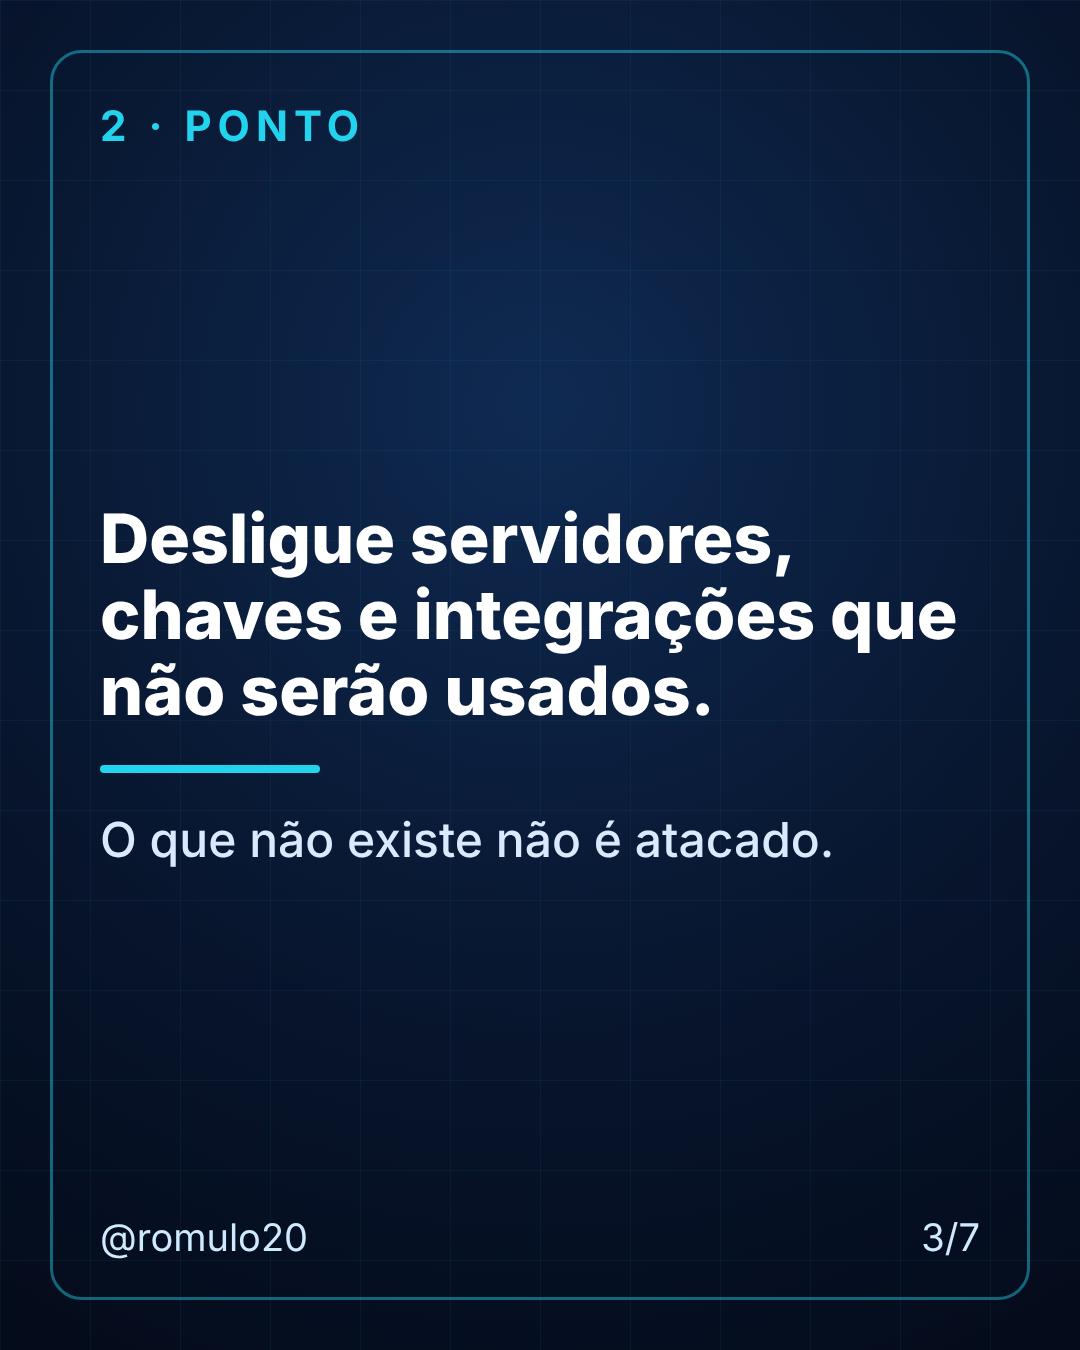 2 · PONTO
Desligue servidores,
chaves e integrações que
não serão usados.
O que não existe não é atacado.
@romulo20
3/7